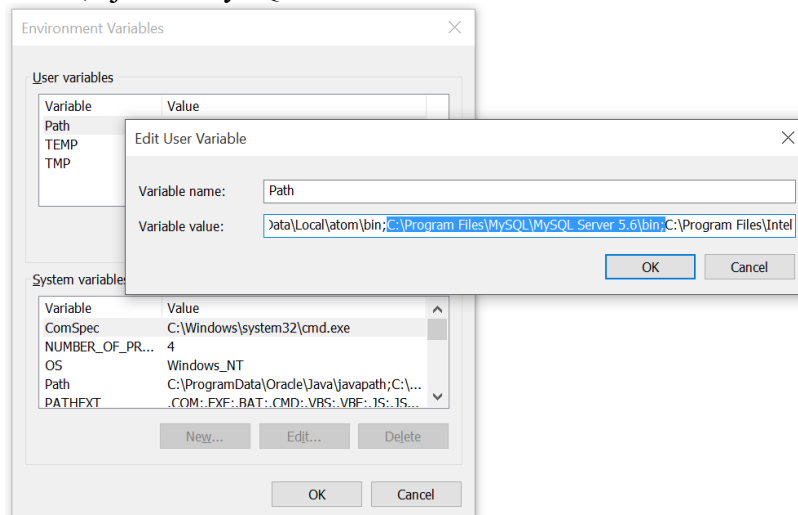 Environment Variables
User variables
Variable Value
Path
TEMP
TMP
Edit User Variable
Variable name: Path
Variable value: Data\Local\atom\bin;C:\Program Files\MySQL\MySQL Server 5.6\bin;C:\Program Files\Intel
OK Cancel
System variables
Variable Value
ComSpec C:\Windows\system32\cmd.exe
NUMBER_OF_PR... 4
OS Windows_NT
Path C:\ProgramData\Oracle\Java\javapath;C:\...
PATHEXT .COM;.EXE;.BAT;.CMD;.VBS;.VBE;.JS;.JS...
New... Edit... Delete
OK Cancel